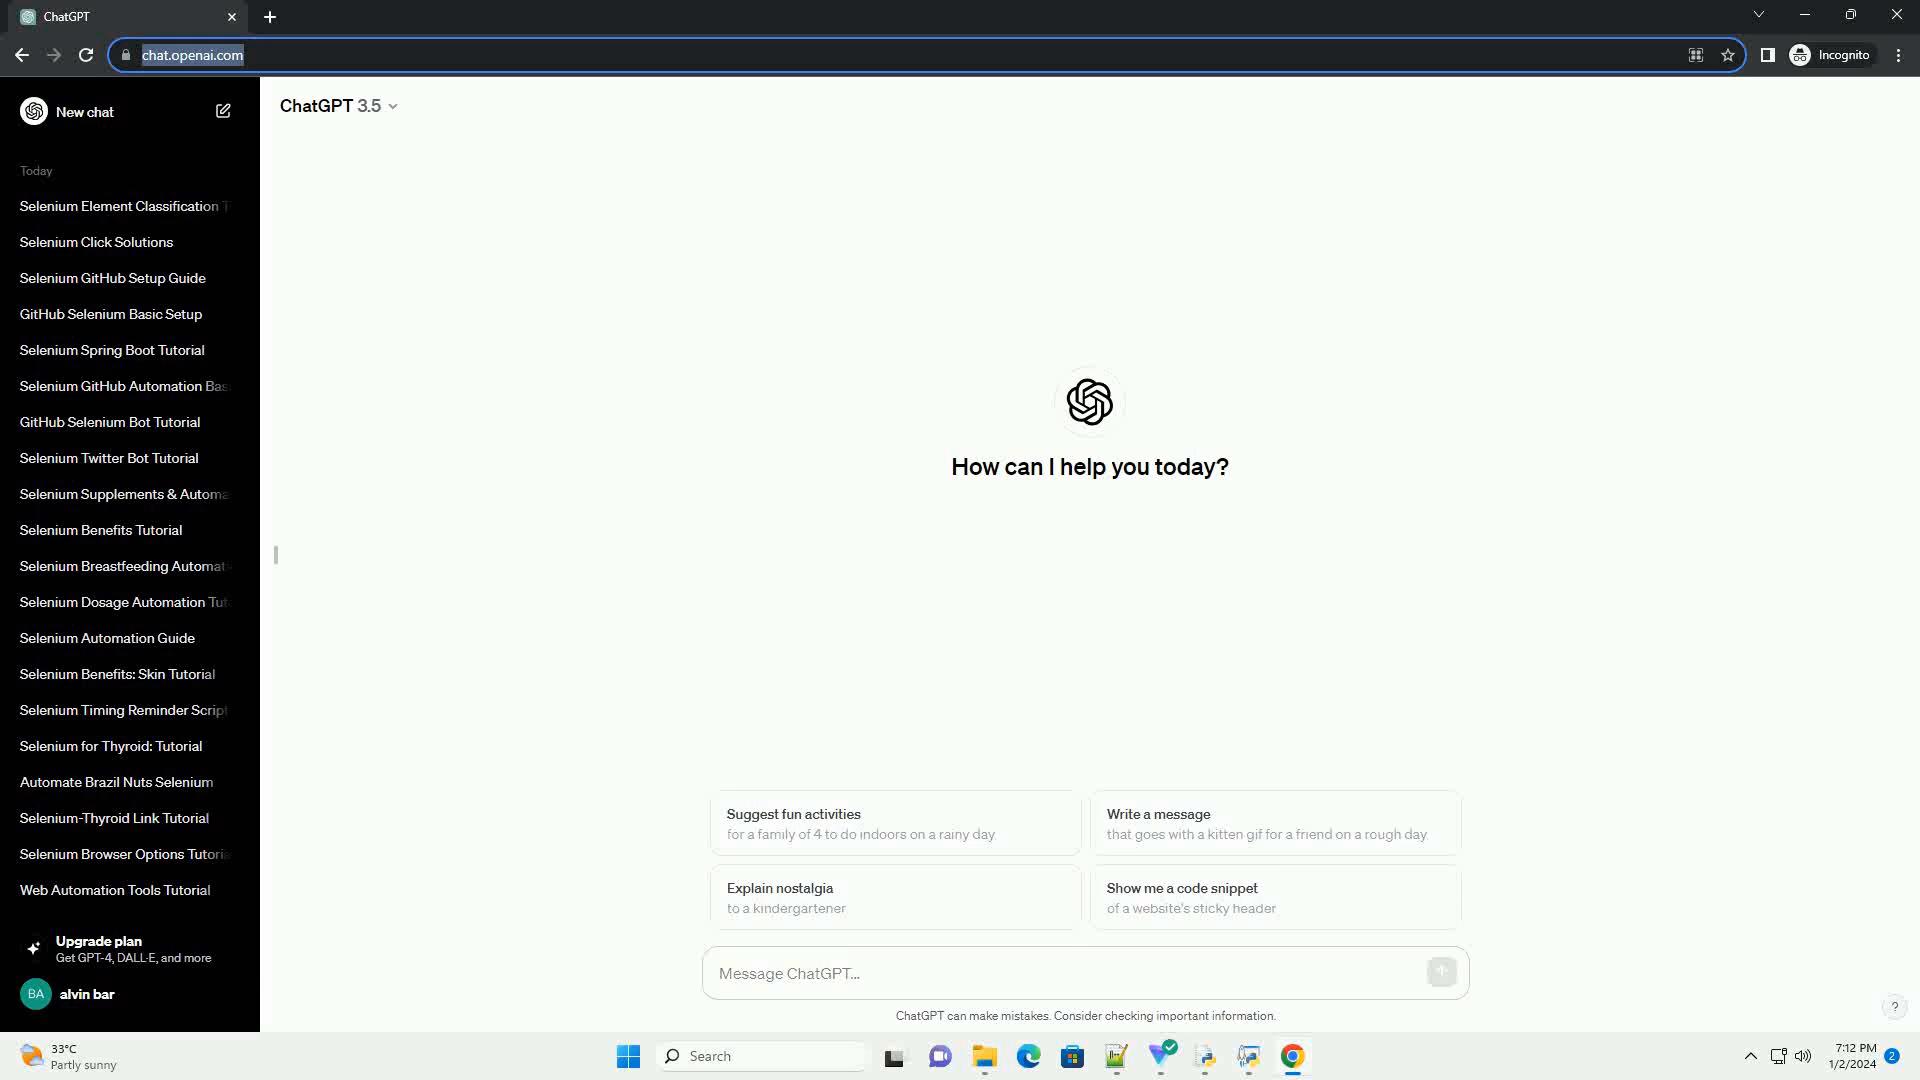 ChatGPT
chat.openai.com
Incognito
New chat
ChatGPT 3.5
Today
Selenium Element Classification T
Selenium Click Solutions
Selenium GitHub Setup Guide
GitHub Selenium Basic Setup
Selenium Spring Boot Tutorial
Selenium GitHub Automation Bas
GitHub Selenium Bot Tutorial
Selenium Twitter Bot Tutorial
Selenium Supplements & Automa
Selenium Benefits Tutorial
Selenium Breastfeeding Automati
Selenium Dosage Automation Tuto
Selenium Automation Guide
Selenium Benefits: Skin Tutorial
Selenium Timing Reminder Script
Selenium for Thyroid: Tutorial
Automate Brazil Nuts Selenium
Selenium-Thyroid Link Tutorial
Selenium Browser Options Tutoria
Web Automation Tools Tutorial
Upgrade plan
Get GPT-4, DALL·E, and more
BA
alvin bar
How can I help you today?
Suggest fun activities
for a family of 4 to do indoors on a rainy day
Write a message
that goes with a kitten gif for a friend on a rough day
Explain nostalgia
to a kindergartener
Show me a code snippet
of a website's sticky header
Message ChatGPT...
ChatGPT can make mistakes. Consider checking important information.
?
33°C
Partly sunny
Search
7:12 PM
1/2/2024
2